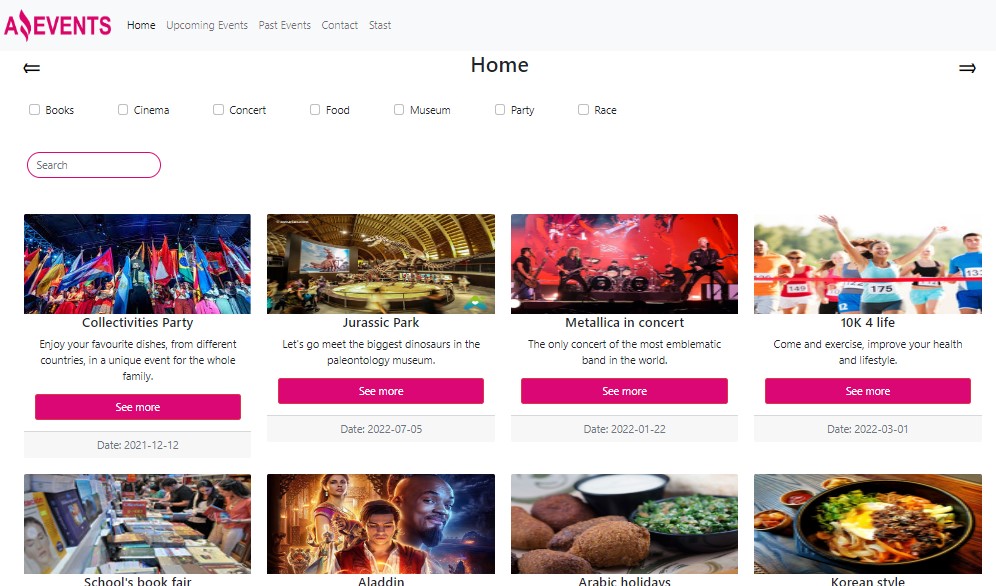 A EVENTS
Home Upcoming Events Past Events Contact Stast
⇐ Home ⇒
Books Cinema Concert Food Museum Party Race
Search
149
175
133
Collectivities Party
Enjoy your favourite dishes, from different
countries, in a unique event for the whole
family.
See more
Date: 2021-12-12
Jurassic Park
Let's go meet the biggest dinosaurs in the
paleontology museum.
See more
Date: 2022-07-05
Metallica in concert
The only concert of the most emblematic
band in the world.
See more
Date: 2022-01-22
10K 4 life
Come and exercise, improve your health
and lifestyle.
See more
Date: 2022-03-01
School's book fair
Aladdin
Arabic holidays
Korean style